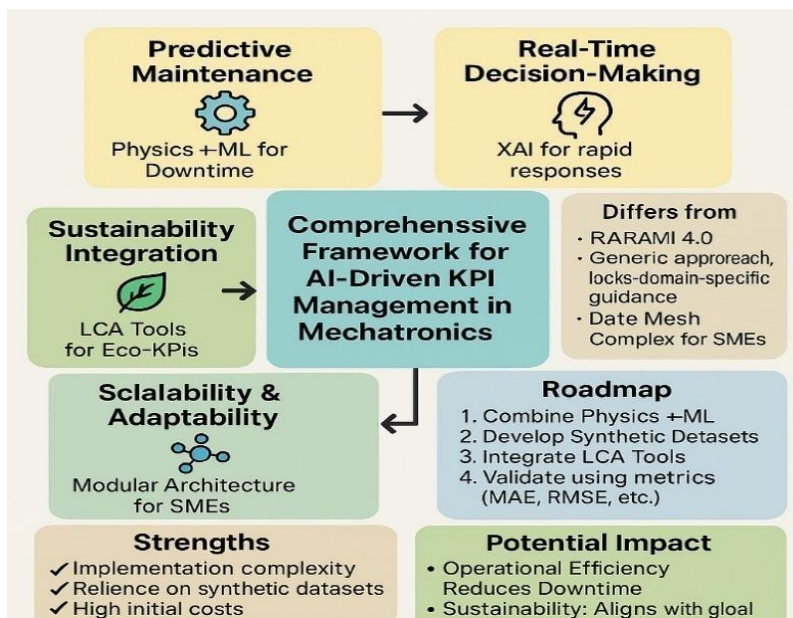 Predictive
Maintenance
Physics +ML for
Downtime
Real-Time
Decision-Making
XAI for rapid
responses
Sustainability
Integration
LCA Tools
for Eco-KPIs
Comprehenssive
Framework for
AI-Driven KPI
Management in
Mechatronics
Differs from
· RARAMI 4.0
· Generic approreach,
locks-domain-specific
guidance
· Date Mesh
Complex for SMEs
Sclalability &
Adaptability
Modular Architecture
for SMEs
Roadmap
1. Combine Physics +ML
2. Develop Synthetic Detasets
3. Integrate LCA Tools
4. Validate using metrics
(MAE, RMSE, etc.)
Strengths
✓ Implementation complexity
✓ Relience on synthetic datasets
✓ High initial costs
Potential Impact
• Operational Efficiency
Reduces Downtime
• Sustainability: Aligns with gloal